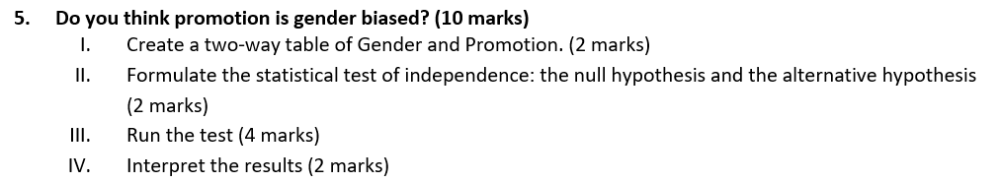 5. Do you think promotion is gender biased? (10 marks)
I. Create a two-way table of Gender and Promotion. (2 marks)
II. Formulate the statistical test of independence: the null hypothesis and the alternative hypothesis
(2 marks)
III. Run the test (4 marks)
IV. Interpret the results (2 marks)